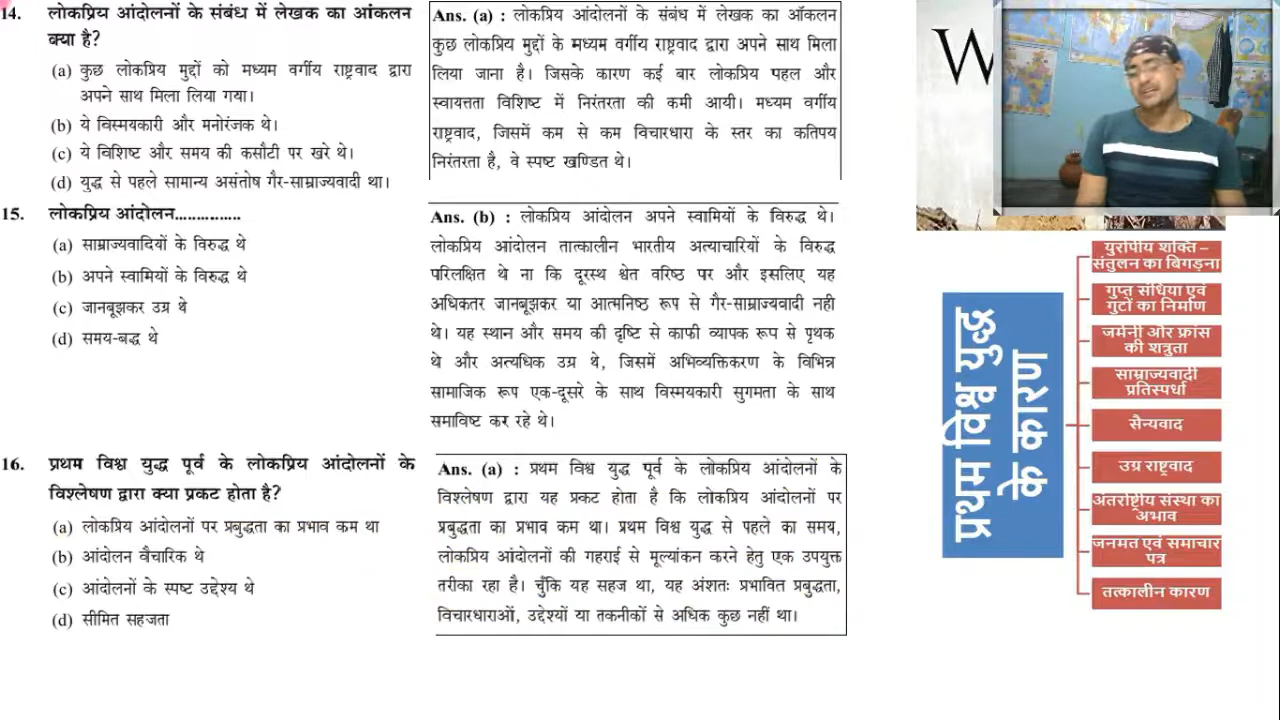 14. लोकप्रिय आंदोलनों के संबंध में लेखक का आंकलन
क्या है?
(a) कुछ लोकप्रिय मुद्दों को मध्यम वर्गीय राष्ट्रवाद द्वारा
अपने साथ मिला लिया गया।
(b) ये विस्मयकारी और मनोरंजक थे।
(c) ये विशिष्ट और समय की कसौटी पर खरे थे।
(d) युद्ध से पहले सामान्य असंतोष गैर-साम्राज्यवादी था।
Ans. (a) : लोकप्रिय आंदोलनों के संबंध में लेखक का ऑकलन
कुछ लोकप्रिय मुद्दों के मध्यम वर्गीय राष्ट्रवाद द्वारा अपने साथ मिला
लिया जाना है। जिसके कारण कई बार लोकप्रिय पहल और
स्वायत्तता विशिष्ट में निरंतरता की कमी आयी। मध्यम वर्गीय
राष्ट्रवाद, जिसमें कम से कम विचारधारा के स्तर का कतिपय
निरंतरता है, वे स्पष्ट खण्डित थे।
15. लोकप्रिय आंदोलन...............
(a) साम्राज्यवादियों के विरुद्ध थे
(b) अपने स्वामियों के विरुद्ध थे
(c) जानबूझकर उग्र थे
(d) समय-बद्ध थे
Ans. (b) : लोकप्रिय आंदोलन अपने स्वामियों के विरुद्ध थे।
लोकप्रिय आंदोलन तात्कालीन भारतीय अत्याचारियों के विरुद्ध
परिलक्षित थे ना कि दूरस्थ श्वेत वरिष्ठ पर और इसलिए यह
अधिकतर जानबूझकर या आत्मनिष्ठ रूप से गैर-साम्राज्यवादी नही
थे। यह स्थान और समय की दृष्टि से काफी व्यापक रूप से पृथक
थे और अत्यधिक उग्र थे, जिसमें अभिव्यक्तिकरण के विभिन्न
सामाजिक रूप एक-दूसरे के साथ विस्मयकारी सुगमता के साथ
समाविष्ट कर रहे थे।
16. प्रथम विश्व युद्ध पूर्व के लोकप्रिय आंदोलनों के
विश्लेषण द्वारा क्या प्रकट होता है?
(a) लोकप्रिय आंदोलनों पर प्रबुद्धता का प्रभाव कम था
(b) आंदोलन वैचारिक थे
(c) आंदोलनों के स्पष्ट उद्देश्य थे
(d) सीमित सहजता
Ans. (a) : प्रथम विश्व युद्ध पूर्व के लोकप्रिय आंदोलनों के
विश्लेषण द्वारा यह प्रकट होता है कि लोकप्रिय आंदोलनों पर
प्रबुद्धता का प्रभाव कम था। प्रथम विश्व युद्ध से पहले का समय,
लोकप्रिय आंदोलनों की गहराई से मूल्यांकन करने हेतु एक उपयुक्त
तरीका रहा है। चुँकि यह सहज था, यह अंशतः प्रभावित प्रबुद्धता,
विचारधाराओं, उद्देश्यों या तकनीकों से अधिक कुछ नहीं था।
W
प्रथम विश्व युद्ध
के कारण
युरोपीय शक्ति –
संतुलन का बिगड़ना
गुप्त संधिया एवं
गुटों का निर्माण
जर्मनी और फ्रांस
की शत्रुता
साम्राज्यवादी
प्रतिस्पर्धा
सैन्यवाद
उग्र राष्ट्रवाद
अंतर्राष्ट्रीय संस्था का
अभाव
जनमत एवं समाचार
पत्र
तत्कालीन कारण